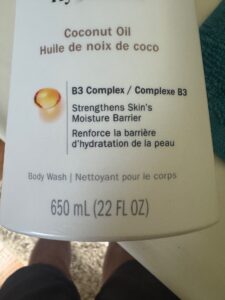 Coconut Oil
Huile de noix de coco
B3 Complex / Complexe B3
Strengthens Skin's
Moisture Barrier
Renforce la barrière
d'hydratation de la peau
Body Wash | Nettoyant pour le corps
650 mL (22 FL OZ)